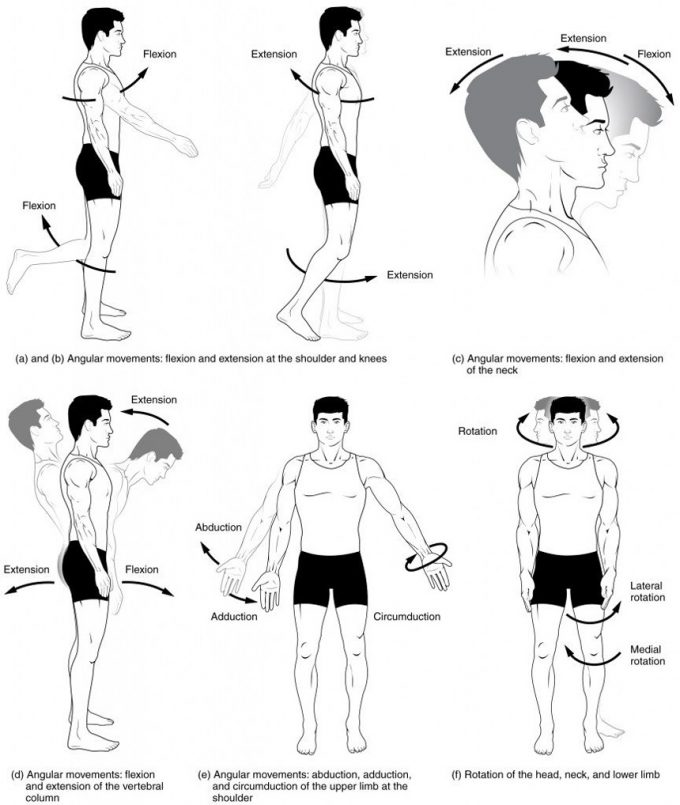 Flexion
Extension
Flexion
Extension
(a) and (b) Angular movements: flexion and extension at the shoulder and knees
Extension
Extension
Flexion
(c) Angular movements: flexion and extension
of the neck
Extension
Extension
Flexion
(d) Angular movements: flexion
and extension of the vertebral
column
Abduction
Adduction
Circumduction
(e) Angular movements: abduction, adduction,
and circumduction of the upper limb at the
shoulder
Rotation
Lateral
rotation
Medial
rotation
(f) Rotation of the head, neck, and lower limb